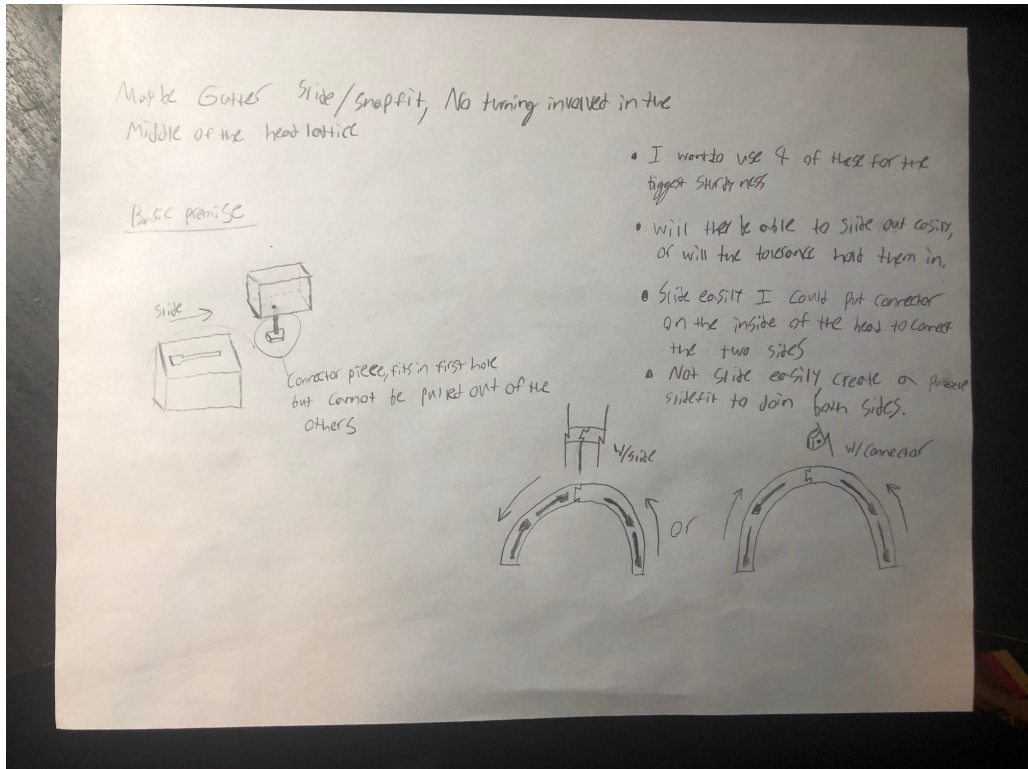 Maybe Gutter Slide/snapfit, No turning involved in the
Middle of the head lattice
Basic premise
slide
Connector piece, fits in first hole
but cannot be pulled out of the
others
• I want to use 4 of these for the
biggest sturdyness
• will they be able to slide out easily,
or will the tolerance hold them in.
• Slide easily I could put connector
on the inside of the head to connect
the two sides
• Not slide easily create a puzzle
slidefit to join both sides.
w/slide
w/connector
or